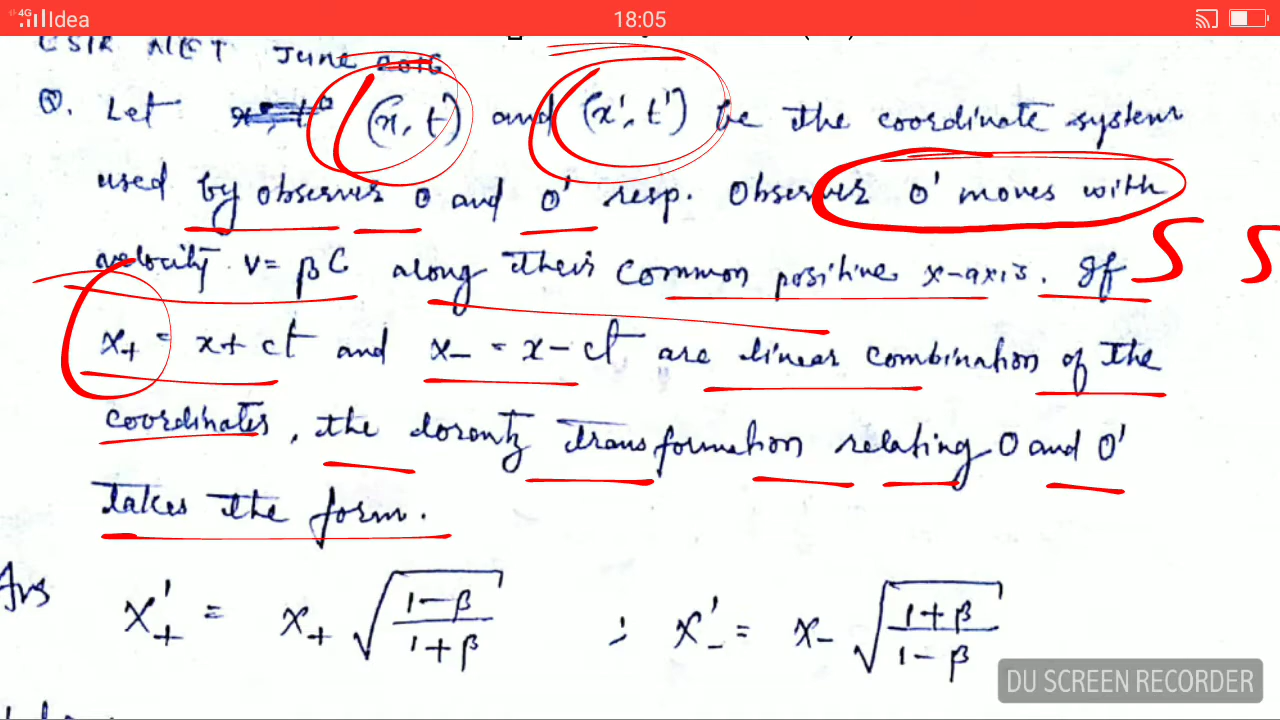 4G Idea 18:05
CSIR NET June 2016
Q. Let (x, t) and (x', t') be the coordinate system
used by observer O and O' resp. Observer O' moves with
velocity v = βC along their common positive x-axis. If
x₊ = x + ct and x₋ = x - ct are linear combination of the
coordinates, the lorentz transformation relating O and O'
takes the form.
Ans x'₊ = x₊ √((1-β)/(1+β)) ; x'₋ = x₋ √((1+β)/(1-β))
DU SCREEN RECORDER